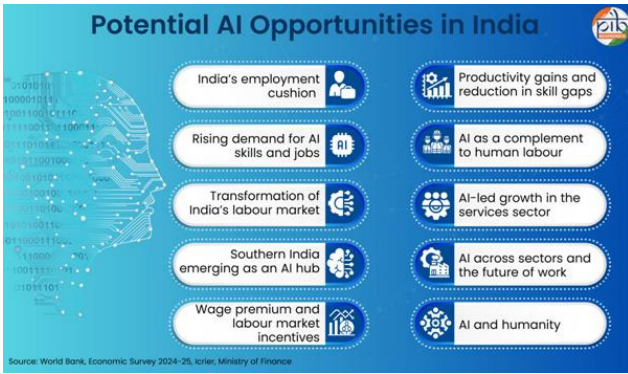 Potential AI Opportunities in India
pib
India's employment
cushion
Rising demand for AI
skills and jobs
AI
Transformation of
India's labour market
Southern India
emerging as an AI hub
Wage premium and
labour market
incentives
Productivity gains and
reduction in skill gaps
AI as a complement
to human labour
AI-led growth in the
services sector
AI across sectors and
the future of work
AI and humanity
Source: World Bank, Economic Survey 2024-25, Icrier, Ministry of Finance